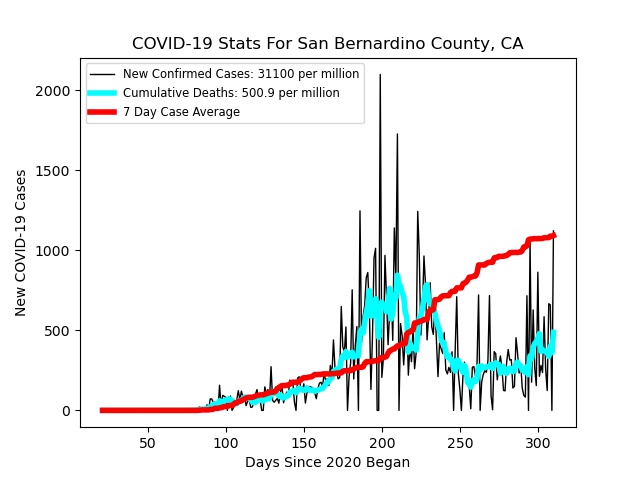 COVID-19 Stats For San Bernardino County, CA
New Confirmed Cases: 31100 per million
Cumulative Deaths: 500.9 per million
7 Day Case Average
New COVID-19 Cases
2000
1500
1000
500
0
50 100 150 200 250 300
Days Since 2020 Began